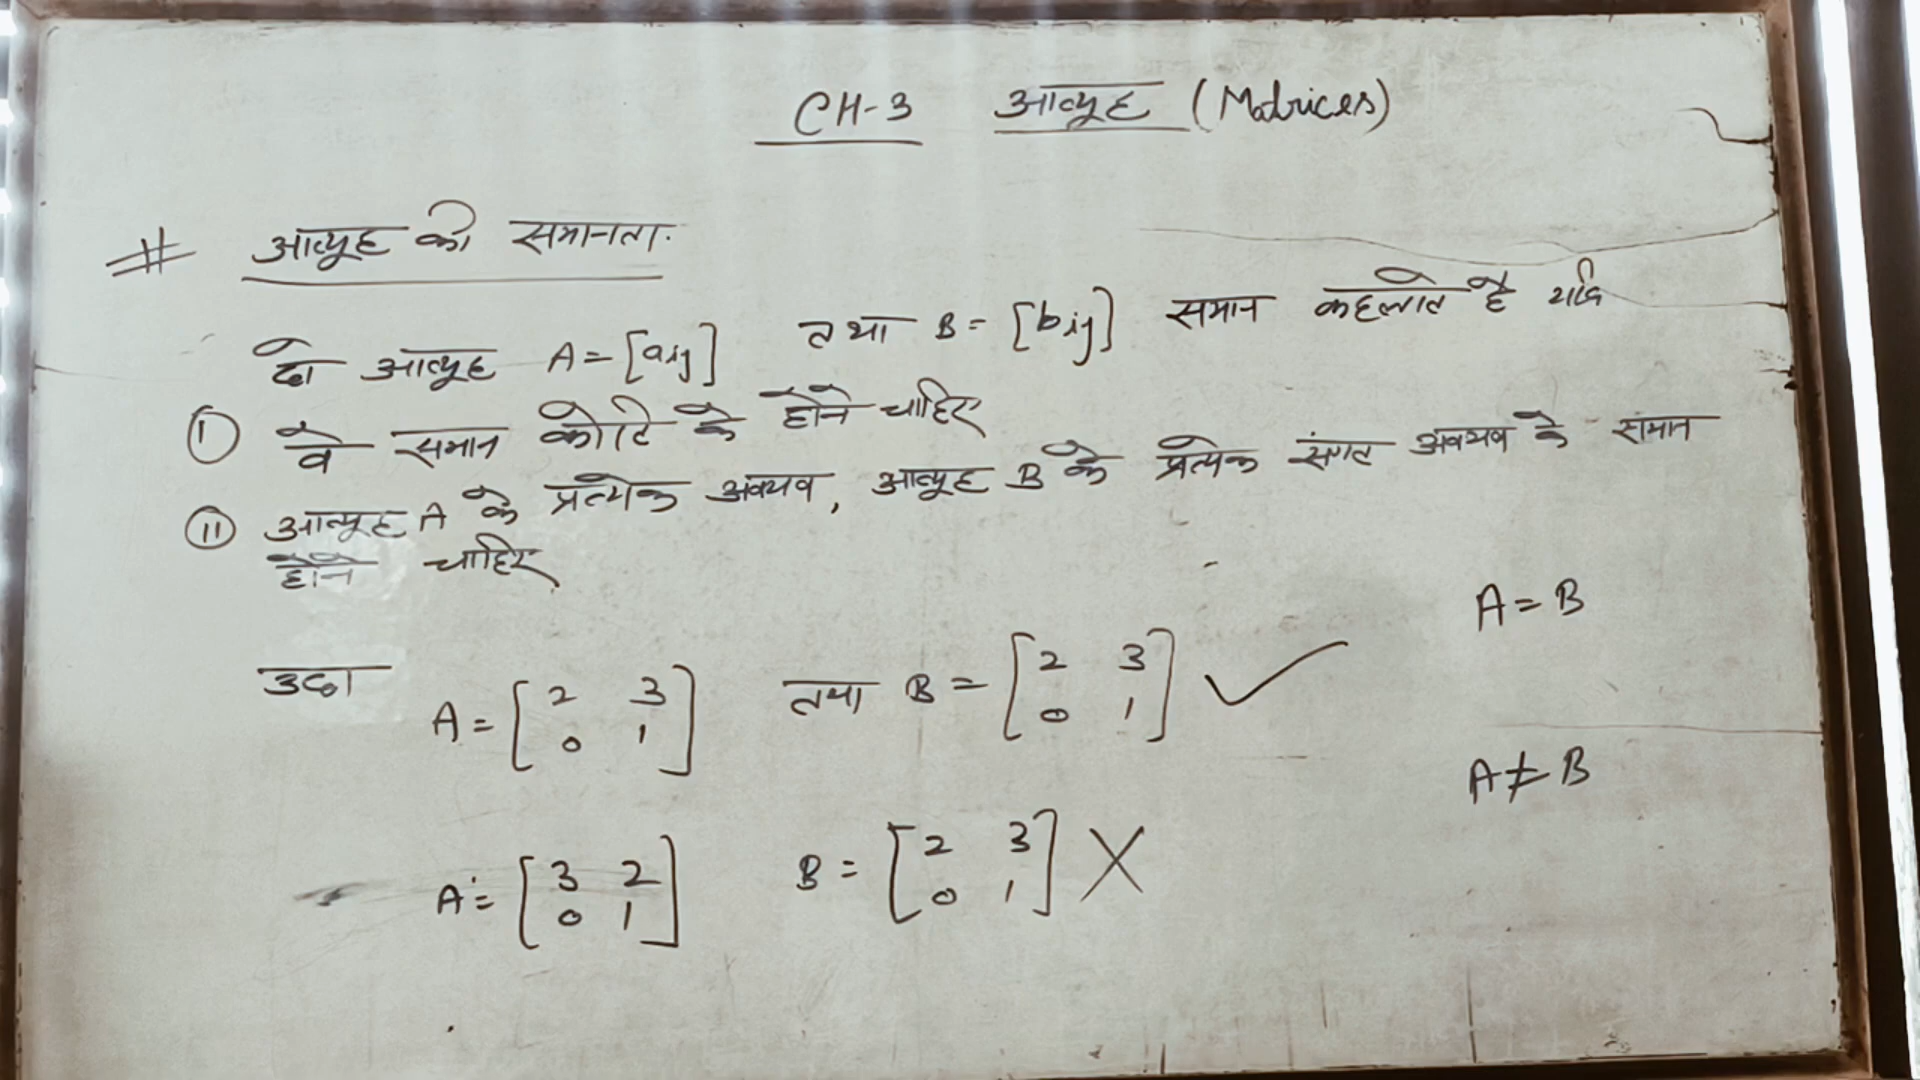 CH-3 आव्यूह (Matrices)
# आव्यूह की समानता:
दो आव्यूह A = [aij] तथा B = [bij] समान कहलाते है यदि
(I) वे समान कोटि के होने चाहिए
(II) आव्यूह A के प्रत्येक अवयव, आव्यूह B के प्रत्येक संगत अवयव के समान
होने चाहिए
A = B
उदा A = [2 3 तथा B = [2 3 ✓
0 1] 0 1]
A ≠ B
A = [3 2 B = [2 3 X
0 1] 0 1]